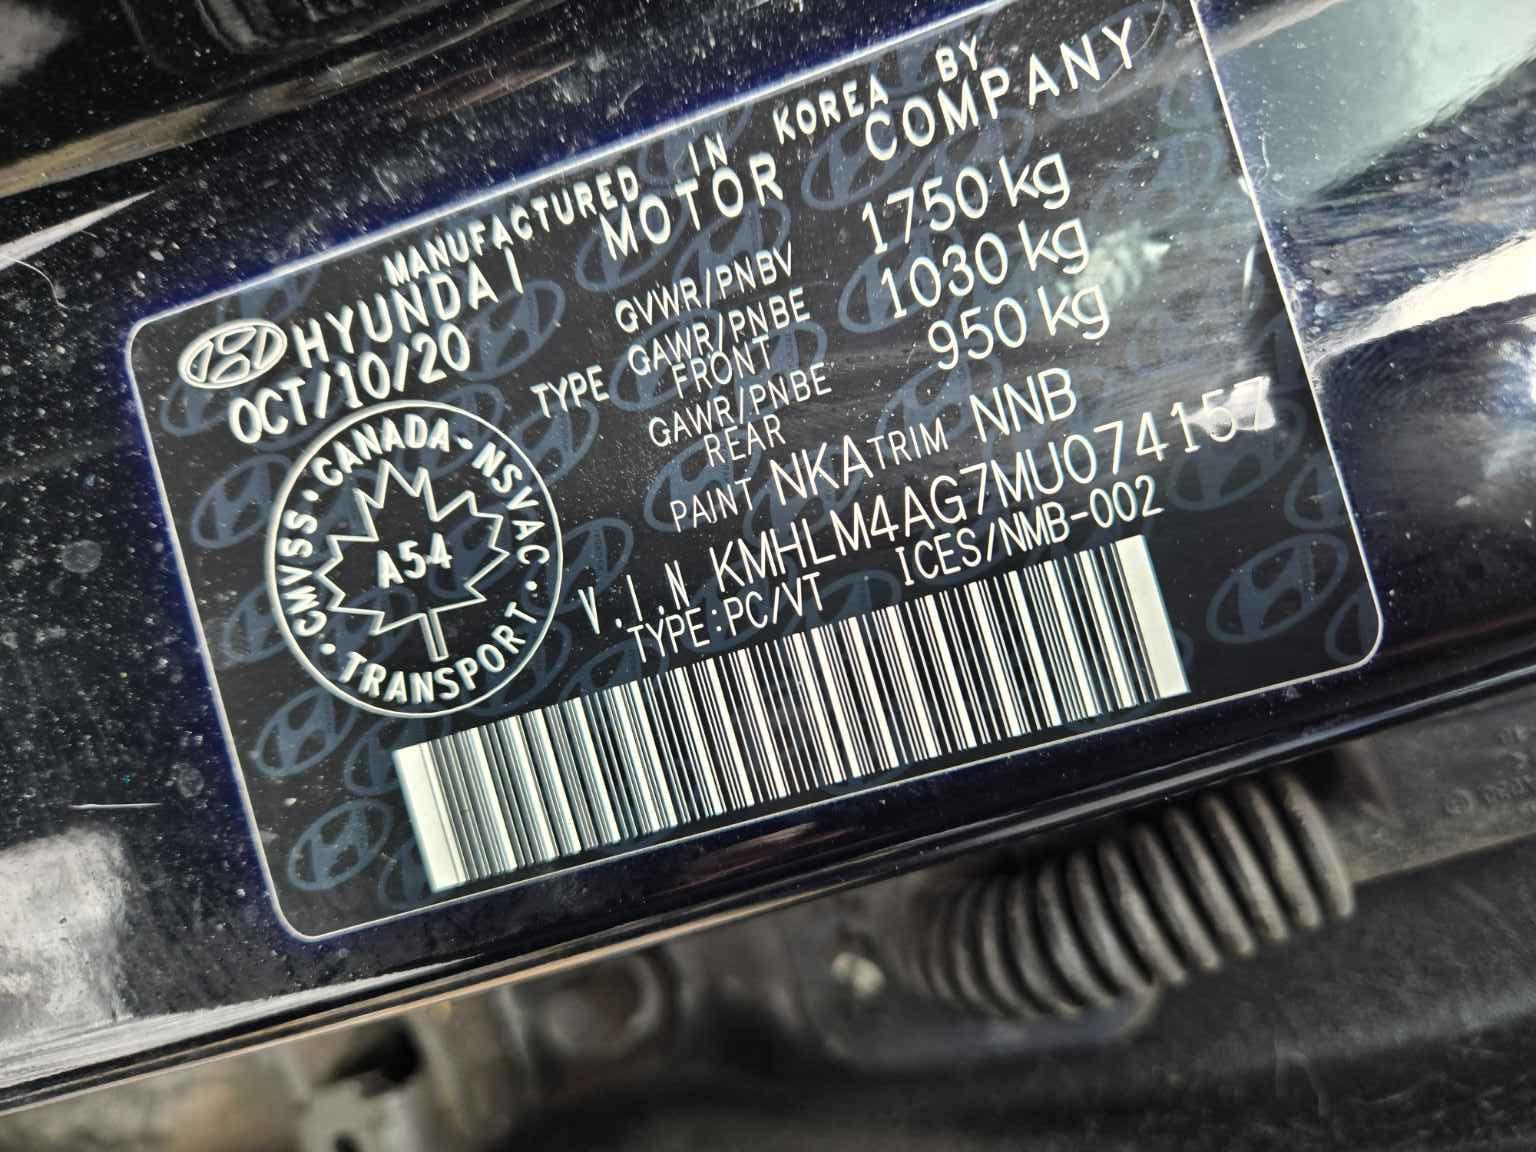 MANUFACTURED IN KOREA BY
HYUNDAI MOTOR COMPANY
OCT/10/20
GVWR/PNBV 1750 kg
TYPE GAWR/PNBE FRONT 1030 kg
GAWR/PNBE REAR 950 kg
PAINT NKA TRIM NNB
V.I.N KMHLM4AG7MU074157
TYPE:PC/VT ICES/NMB-002
CMVSS · CANADA - NSVAC · TRANSPORT ·
A54